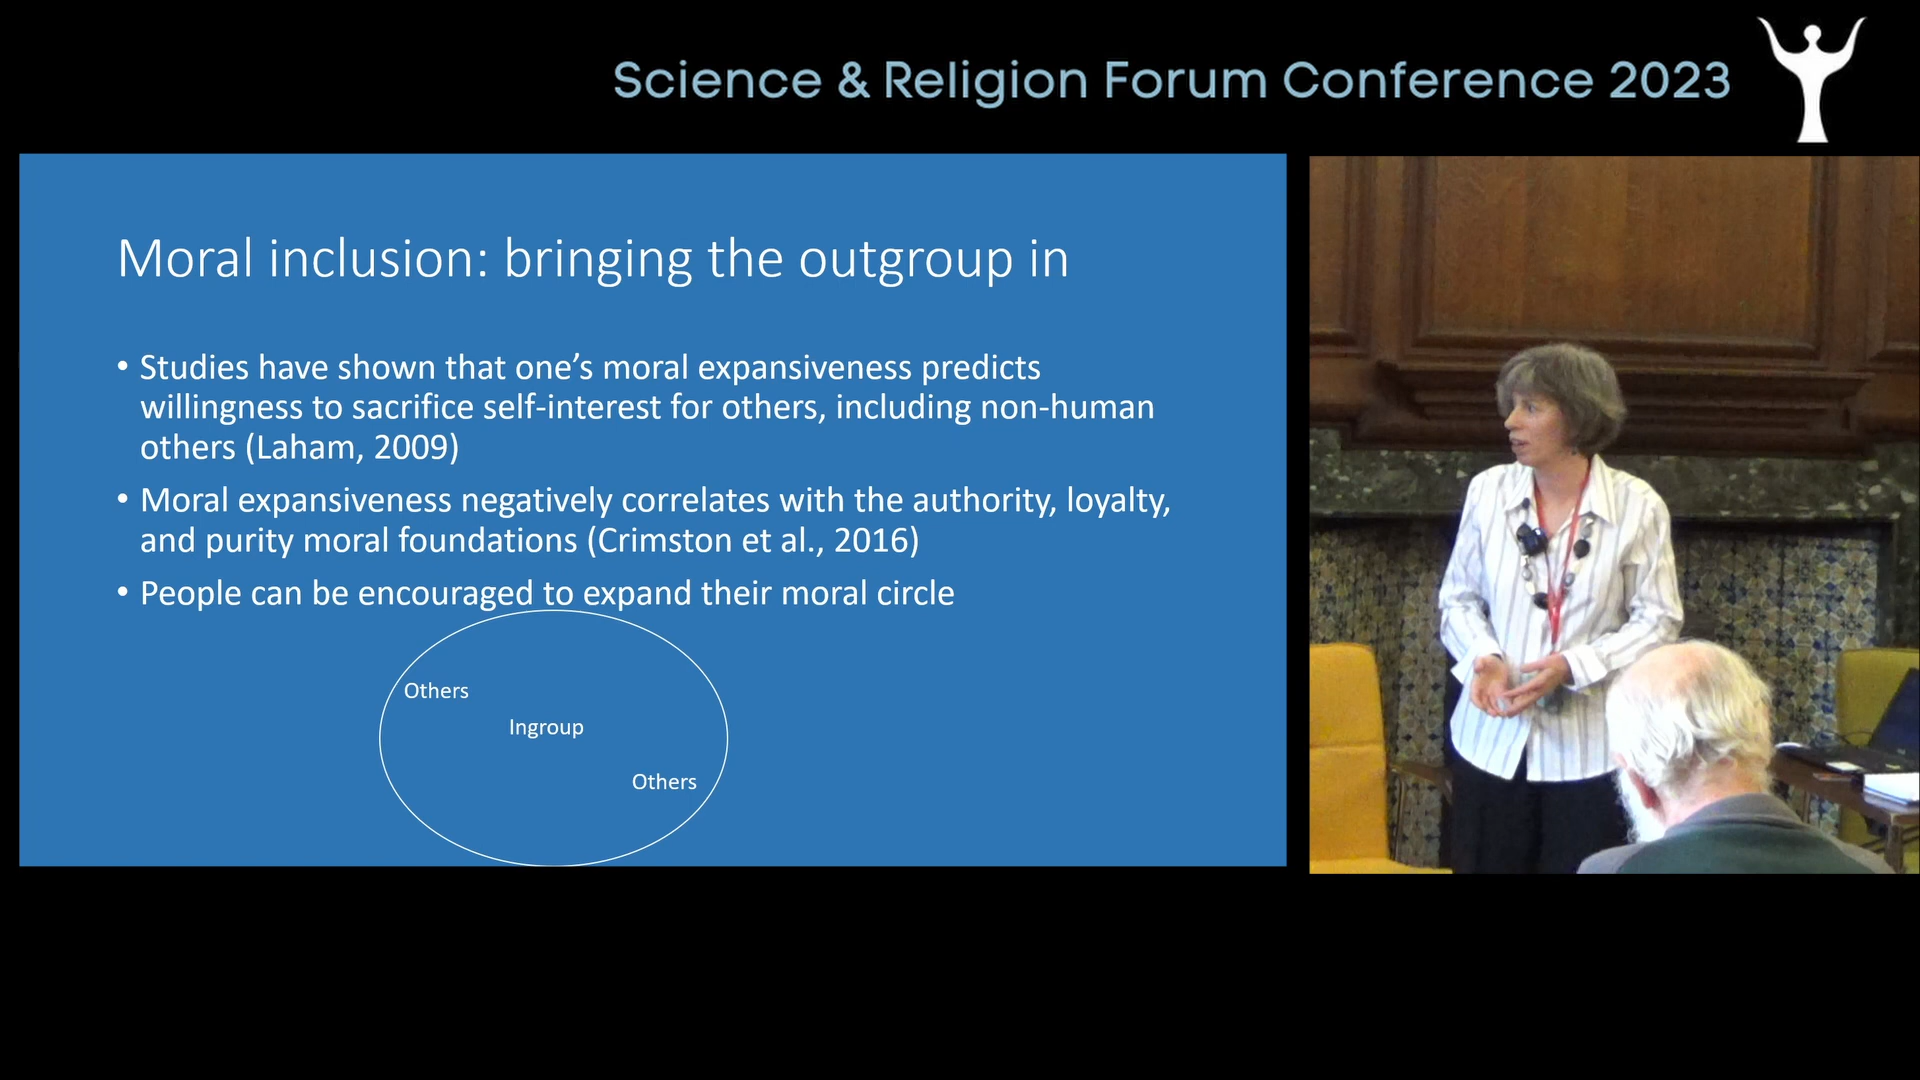 Science & Religion Forum Conference 2023
Moral inclusion: bringing the outgroup in
• Studies have shown that one's moral expansiveness predicts
willingness to sacrifice self-interest for others, including non-human
others (Laham, 2009)
• Moral expansiveness negatively correlates with the authority, loyalty,
and purity moral foundations (Crimston et al., 2016)
• People can be encouraged to expand their moral circle
Others
Ingroup
Others